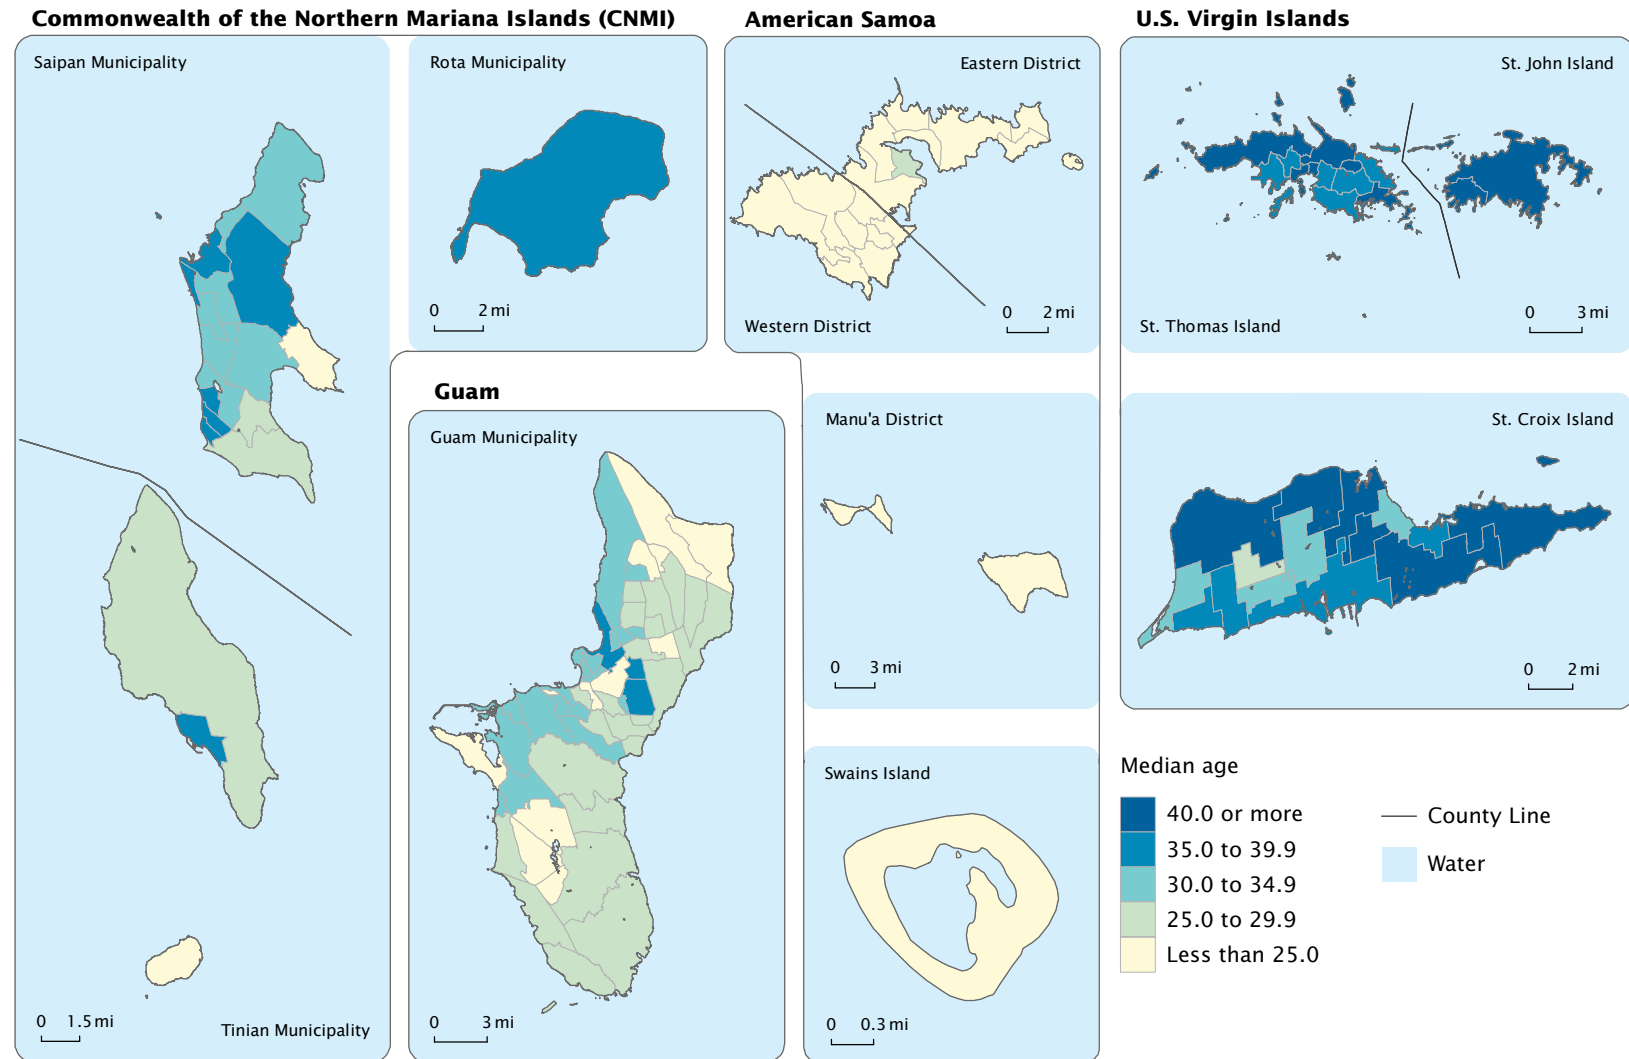 Commonwealth of the Northern Mariana Islands (CNMI)
Saipan Municipality
Rota Municipality
0 2 mi
0 1.5 mi
Tinian Municipality
Guam
Guam Municipality
0 3 mi
American Samoa
Eastern District
Western District
0 2 mi
Manu'a District
0 3 mi
Swains Island
0 0.3 mi
U.S. Virgin Islands
St. John Island
St. Thomas Island
0 3 mi
St. Croix Island
0 2 mi
Median age
40.0 or more
35.0 to 39.9
30.0 to 34.9
25.0 to 29.9
Less than 25.0
County Line
Water